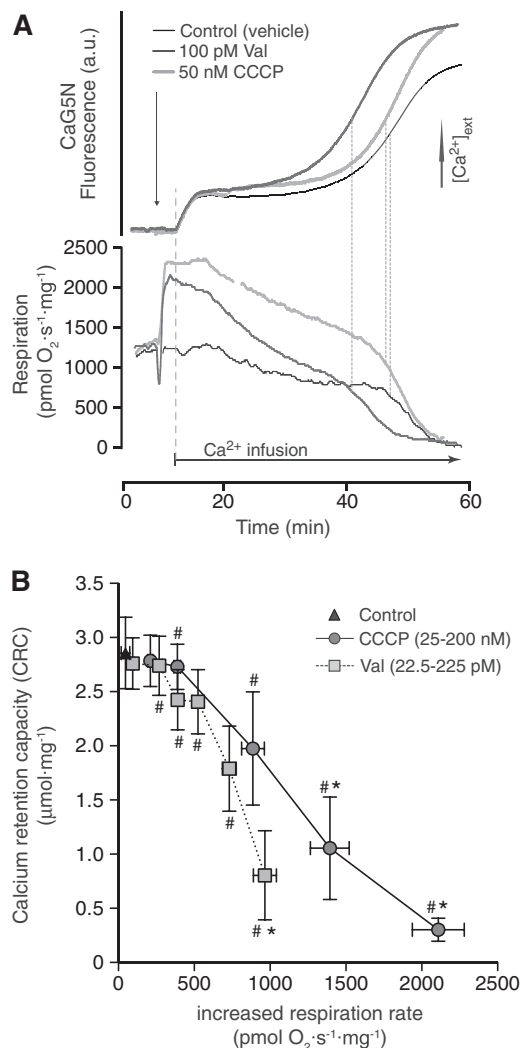 A
Control (vehicle)
100 pM Val
50 nM CCCP
CaG5N
Fluorescence (a.u.)
[Ca²⁺]ext
2500
2000
1500
1000
500
0
Respiration
(pmol O₂·s⁻¹·mg⁻¹)
Ca²⁺ infusion
0 20 40 60
Time (min)
B
3.5
3.0
2.5
2.0
1.5
1.0
0.5
0
Calcium retention capacity (CRC)
(μmol·mg⁻¹)
Control
CCCP (25-200 nM)
Val (22.5-225 pM)
#
#
#
#
#
#
#*
#*
#*
0 500 1000 1500 2000 2500
increased respiration rate
(pmol O₂·s⁻¹·mg⁻¹)